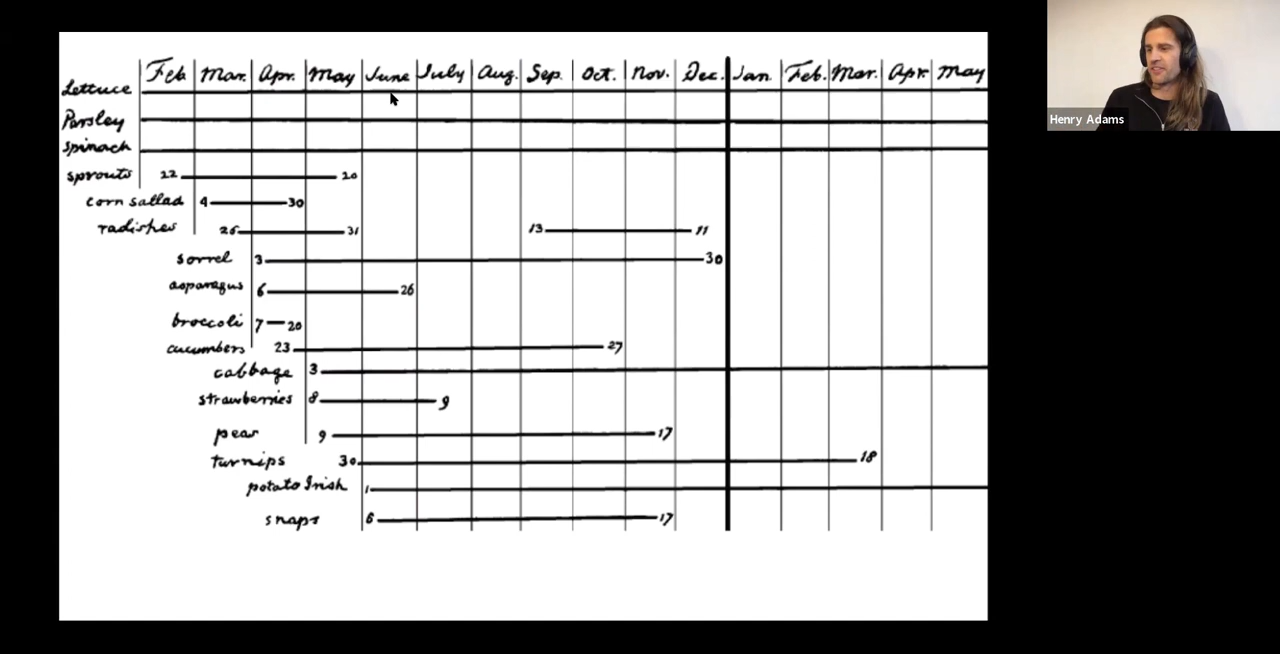 Feb. Mar. Apr. May June July Aug. Sep. Oct. Nov. Dec. Jan. Feb. Mar. Apr May
Lettuce
Parsley
spinach
sprouts 22 20
corn sallad 4 30
radishes 26 31 13 11
sorrel 3 30
asparagus 6 26
broccoli 7 20
cucumbers 23 27
cabbage 3
strawberries 8 9
peas 9 17
turnips 30 18
potato Irish 1
snaps 6 17
Henry Adams